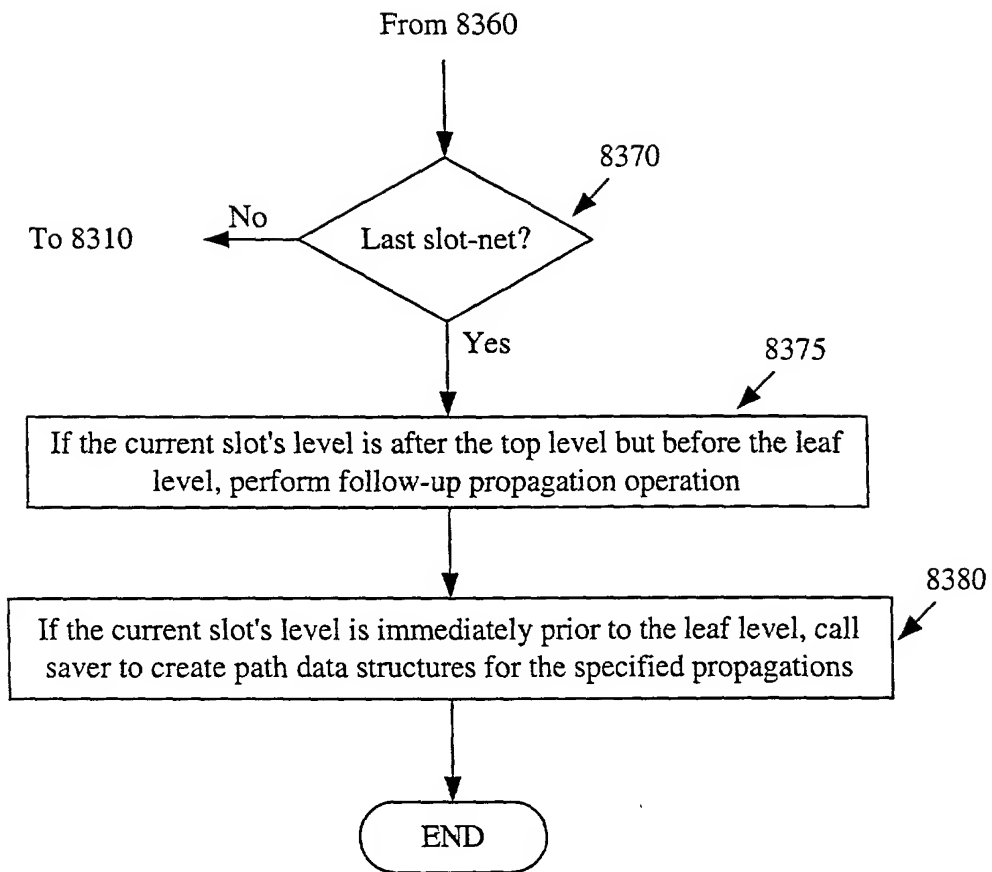 From 8360
8370
No
To 8310
Last slot-net?
Yes
8375
If the current slot's level is after the top level but before the leaf
level, perform follow-up propagation operation
8380
If the current slot's level is immediately prior to the leaf level, call
saver to create path data structures for the specified propagations
END